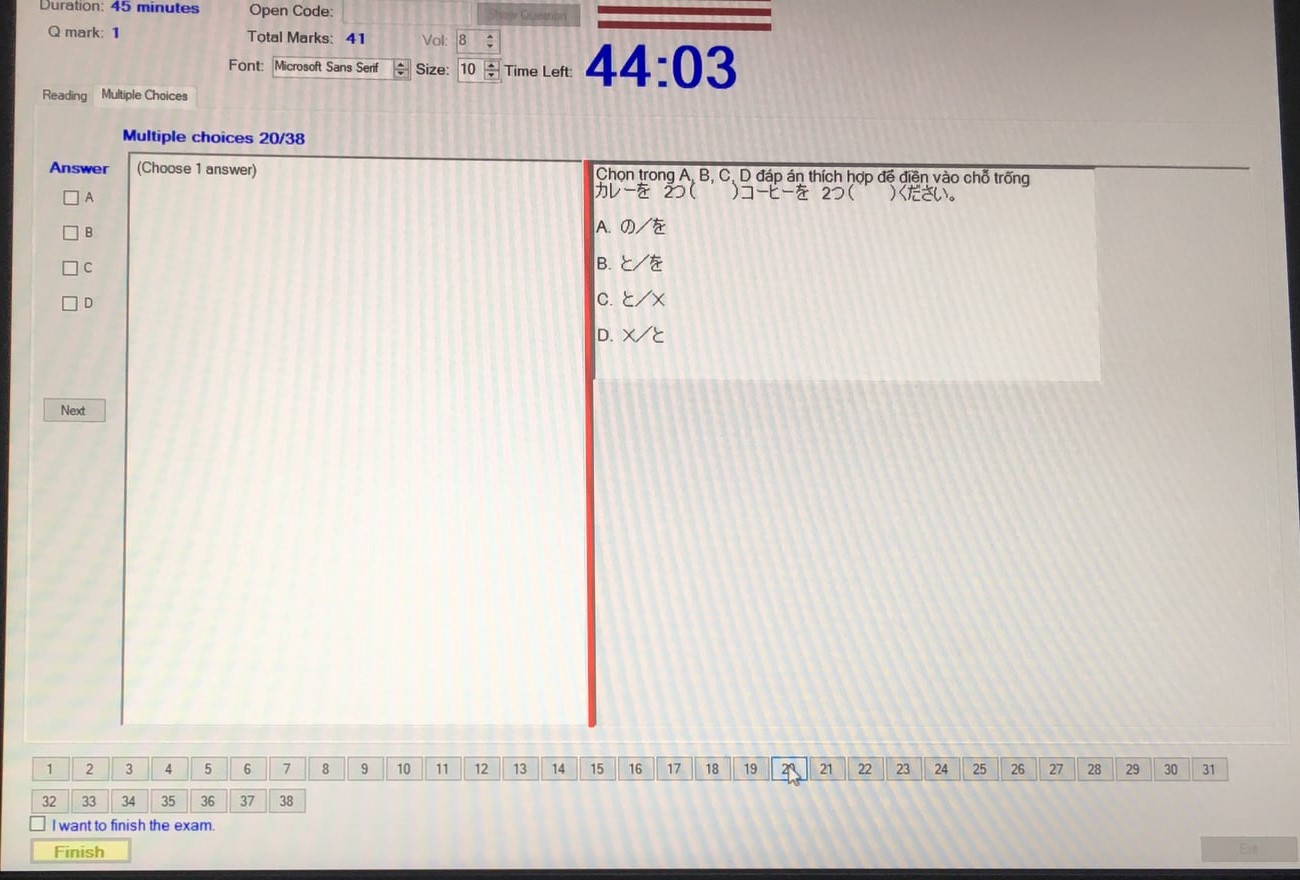 Duration: 45 minutes
Open Code:
Show Question
Q mark: 1
Total Marks: 41
Vol: 8
Font: Microsoft Sans Serif
Size: 10
Time Left: 44:03
Reading
Multiple Choices
Multiple choices 20/38
Answer
(Choose 1 answer)
A
B
C
D
Next
Chọn trong A, B, C, D đáp án thích hợp để điền vào chỗ trống
カレーを 2つ( )コーヒーを 2つ( )ください。
A. の/を
B. と/を
C. と/X
D. X/と
1 2 3 4 5 6 7 8 9 10 11 12 13 14 15 16 17 18 19 20 21 22 23 24 25 26 27 28 29 30 31
32 33 34 35 36 37 38
I want to finish the exam.
Finish
Exit